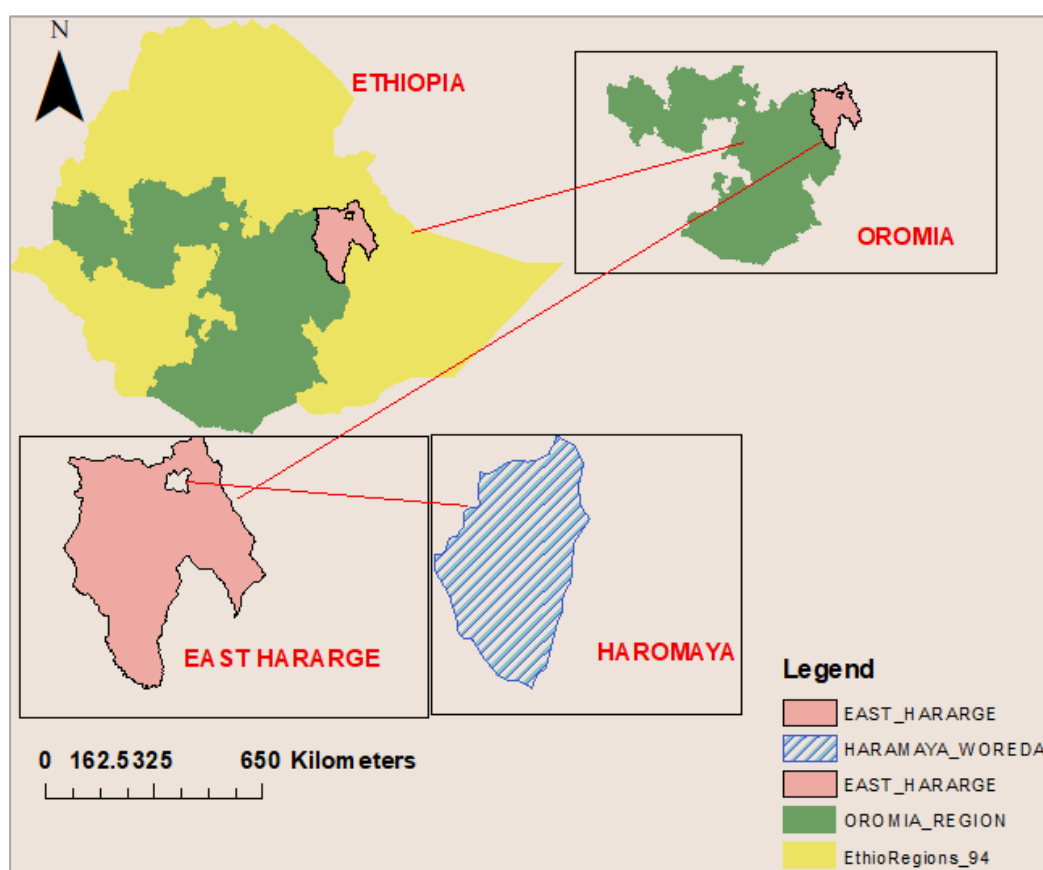 N
ETHIOPIA
OROMIA
EAST HARARGE
HAROMAYA
0 162.5325 650 Kilometers
Legend
EAST_HARARGE
HARAMAYA_WOREDA
EAST_HARARGE
OROMIA_REGION
EthioRegions_94